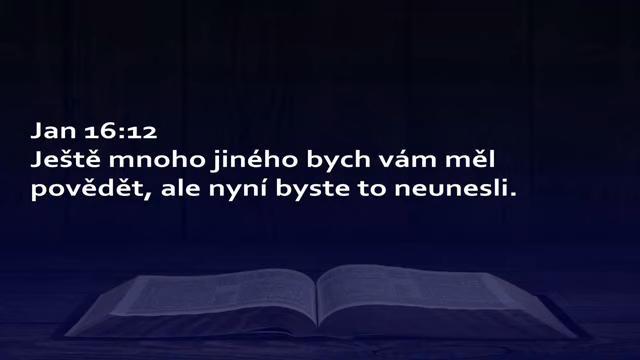 Jan 16:12
Ještě mnoho jiného bych vám měl
povědět, ale nyní byste to neunesli.